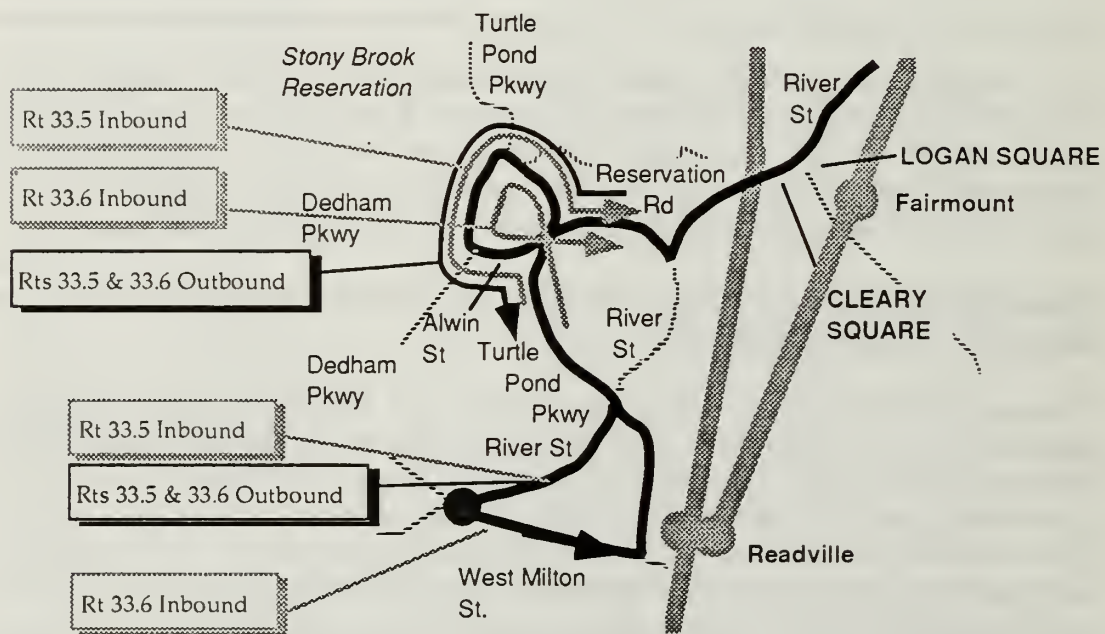 Turtle
Pond
Pkwy
Stony Brook
Reservation
River
St
Rt 33.5 Inbound
LOGAN SQUARE
Reservation
Rd
Rt 33.6 Inbound
Dedham
Pkwy
Fairmount
Rts 33.5 & 33.6 Outbound
CLEARY
SQUARE
Alwin
St
River
St
Turtle
Pond
Pkwy
Dedham
Pkwy
Rt 33.5 Inbound
River St
Rts 33.5 & 33.6 Outbound
Readville
West Milton
St.
Rt 33.6 Inbound